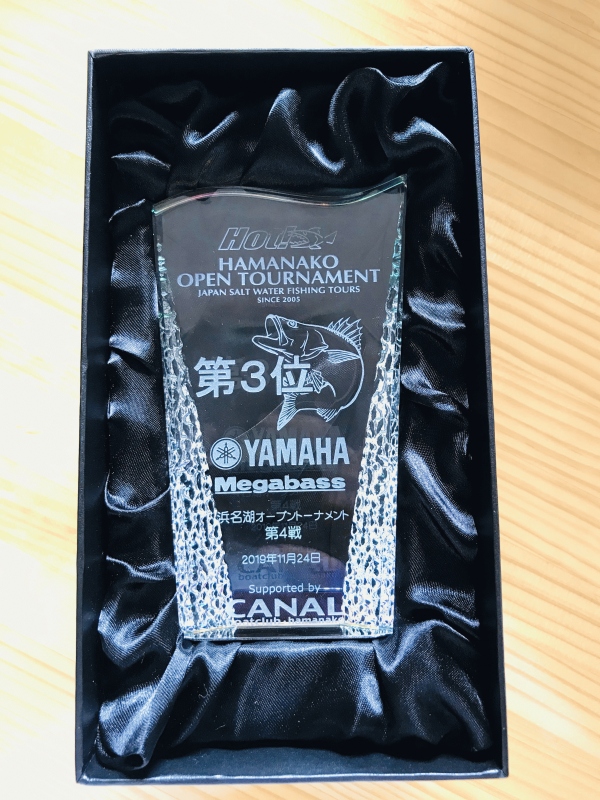 HOT!
HAMANAKO
OPEN TOURNAMENT
JAPAN SALT WATER FISHING TOURS
SINCE 2005
第3位
YAMAHA
Megabass
浜名湖オープントーナメント
第4戦
2019年11月24日
Supported by
CANAL
boatclub・hamanako